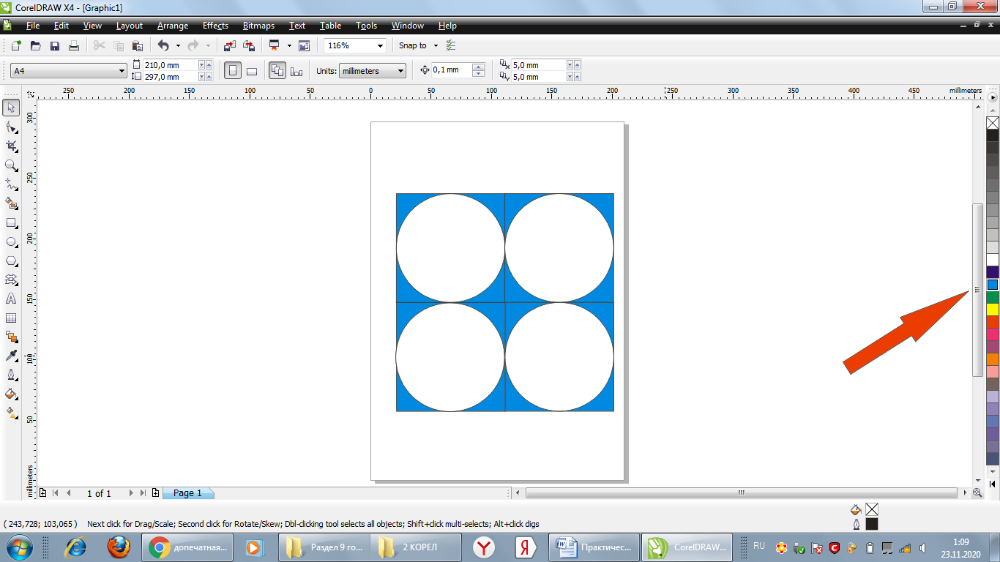 CorelDRAW X4 - [Graphic1]
File Edit View Layout Arrange Effects Bitmaps Text Table Tools Window Help
116% Snap to
A4 210,0 mm 297,0 mm Units: millimeters 0,1 mm 5,0 mm 5,0 mm
250 200 150 100 50 0 50 100 150 200 250 300 350 400 450 millimeters
300
250
200
150
100
50
millimeters
1 of 1 Page 1
( 243,728; 103,065 ) Next click for Drag/Scale; Second click for Rotate/Skew; Dbl-clicking tool selects all objects; Shift+click multi-selects; Alt+click digs
допечатная... Раздел 9 го... 2 КОРЕЛ Y Я Практичес... CorelDRAW... RU 1:09
23.11.2020